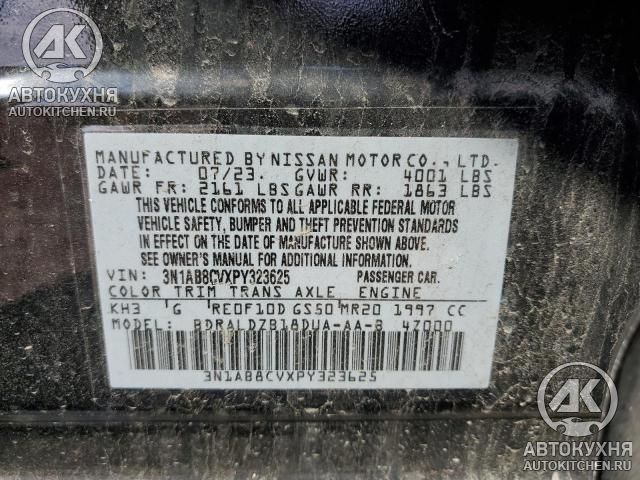 АК
АВТОКУХНЯ
AUTOKITCHEN.RU
MANUFACTURED BY NISSAN MOTOR CO., LTD.
DATE: 07/23. GVWR: 4001 LBS
GAWR FR: 2161 LBS GAWR RR: 1863 LBS
THIS VEHICLE CONFORMS TO ALL APPLICABLE FEDERAL MOTOR
VEHICLE SAFETY, BUMPER AND THEFT PREVENTION STANDARDS
IN EFFECT ON THE DATE OF MANUFACTURE SHOWN ABOVE.
SEE OWNER'S MANUAL FOR ADDITIONAL INFORMATION.
VIN: 3N1AB8CVXPY323625 PASSENGER CAR.
COLOR TRIM TRANS AXLE ENGINE
KH3 G RE0F10D GS50 MR20 1997 CC
MODEL: BDRALDZB18DUA-AA-B 4Z000
3N1AB8CVXPY323625
АК
АВТОКУХНЯ
AUTOKITCHEN.RU